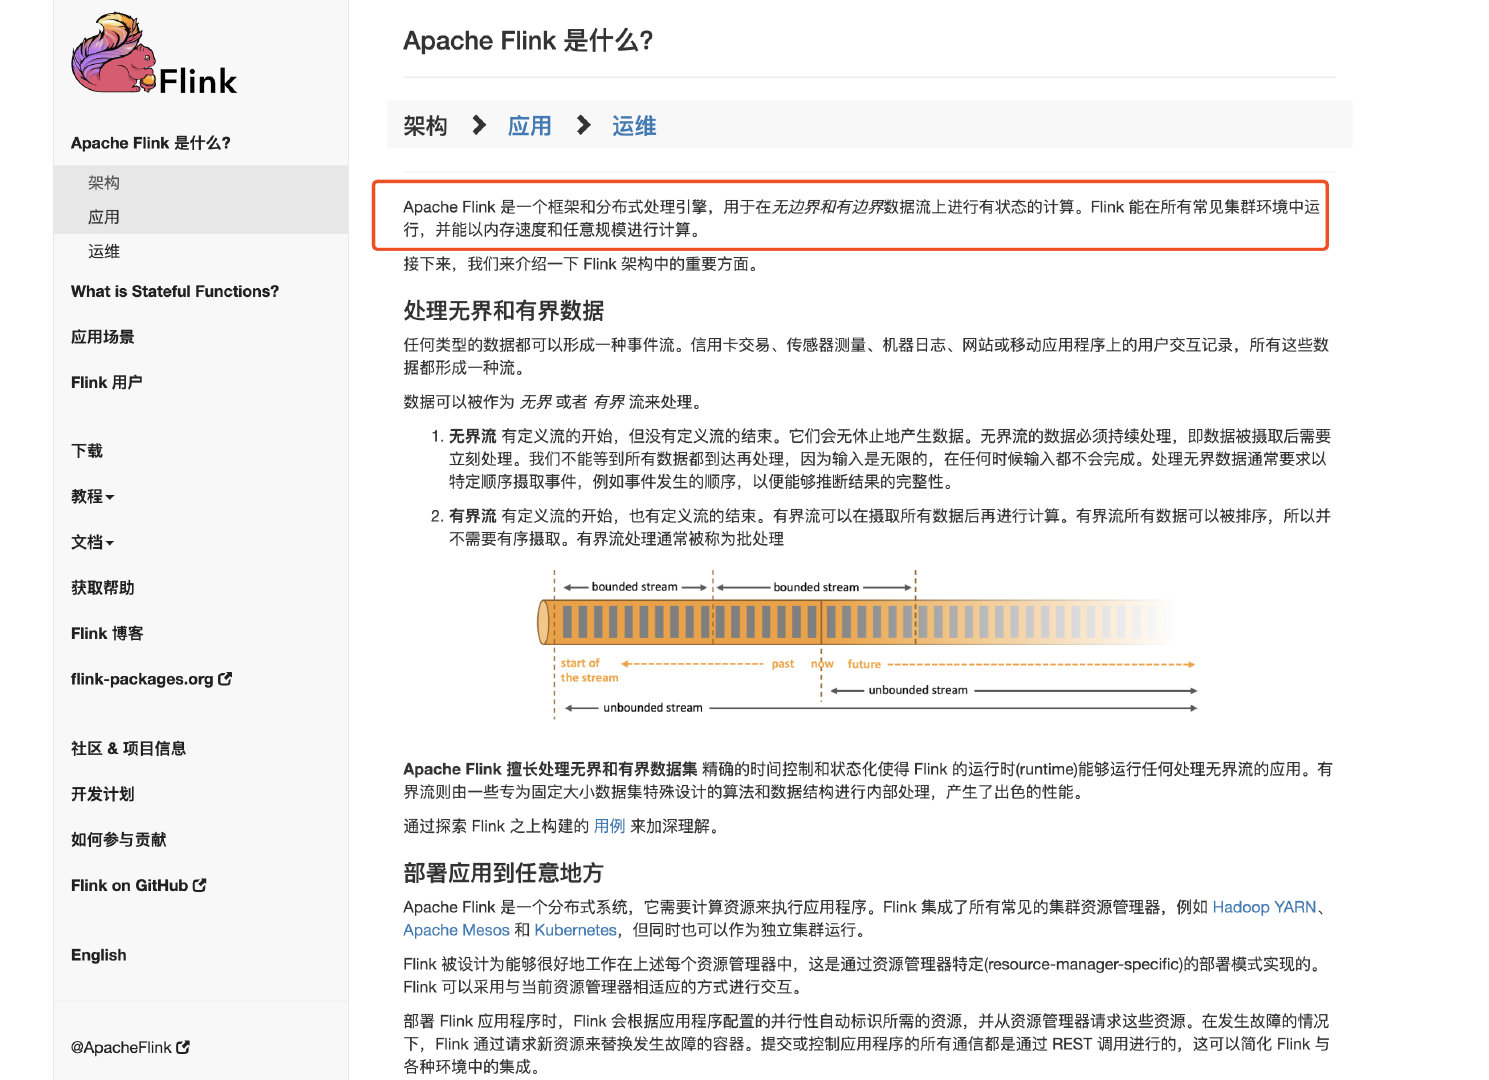 Flink
Apache Flink 是什么?
架构
应用
运维
What is Stateful Functions?
应用场景
Flink 用户
下载
教程
文档
获取帮助
Flink 博客
flink-packages.org
社区 & 项目信息
开发计划
如何参与贡献
Flink on GitHub
English
@ApacheFlink
Apache Flink 是什么?
架构 应用 运维
Apache Flink 是一个框架和分布式处理引擎，用于在无边界和有边界数据流上进行有状态的计算。Flink 能在所有常见集群环境中运
行，并能以内存速度和任意规模进行计算。
接下来，我们来介绍一下 Flink 架构中的重要方面。
处理无界和有界数据
任何类型的数据都可以形成一种事件流。信用卡交易、传感器测量、机器日志、网站或移动应用程序上的用户交互记录，所有这些数
据都形成一种流。
数据可以被作为 无界 或者 有界 流来处理。
1. 无界流 有定义流的开始，但没有定义流的结束。它们会无休止地产生数据。无界流的数据必须持续处理，即数据被摄取后需要
立刻处理。我们不能等到所有数据都到达再处理，因为输入是无限的，在任何时候输入都不会完成。处理无界数据通常要求以
特定顺序摄取事件，例如事件发生的顺序，以便能够推断结果的完整性。
2. 有界流 有定义流的开始，也有定义流的结束。有界流可以在摄取所有数据后再进行计算。有界流所有数据可以被排序，所以并
不需要有序摄取。有界流处理通常被称为批处理
bounded stream bounded stream
start of past now future
the stream
unbounded stream
unbounded stream
Apache Flink 擅长处理无界和有界数据集 精确的时间控制和状态化使得 Flink 的运行时(runtime)能够运行任何处理无界流的应用。有
界流则由一些专为固定大小数据集特殊设计的算法和数据结构进行内部处理，产生了出色的性能。
通过探索 Flink 之上构建的 用例 来加深理解。
部署应用到任意地方
Apache Flink 是一个分布式系统，它需要计算资源来执行应用程序。Flink 集成了所有常见的集群资源管理器，例如 Hadoop YARN、
Apache Mesos 和 Kubernetes，但同时也可以作为独立集群运行。
Flink 被设计为能够很好地工作在上述每个资源管理器中，这是通过资源管理器特定(resource-manager-specific)的部署模式实现的。
Flink 可以采用与当前资源管理器相适应的方式进行交互。
部署 Flink 应用程序时，Flink 会根据应用程序配置的并行性自动标识所需的资源，并从资源管理器请求这些资源。在发生故障的情况
下，Flink 通过请求新资源来替换发生故障的容器。提交或控制应用程序的所有通信都是通过 REST 调用进行的，这可以简化 Flink 与
各种环境中的集成。